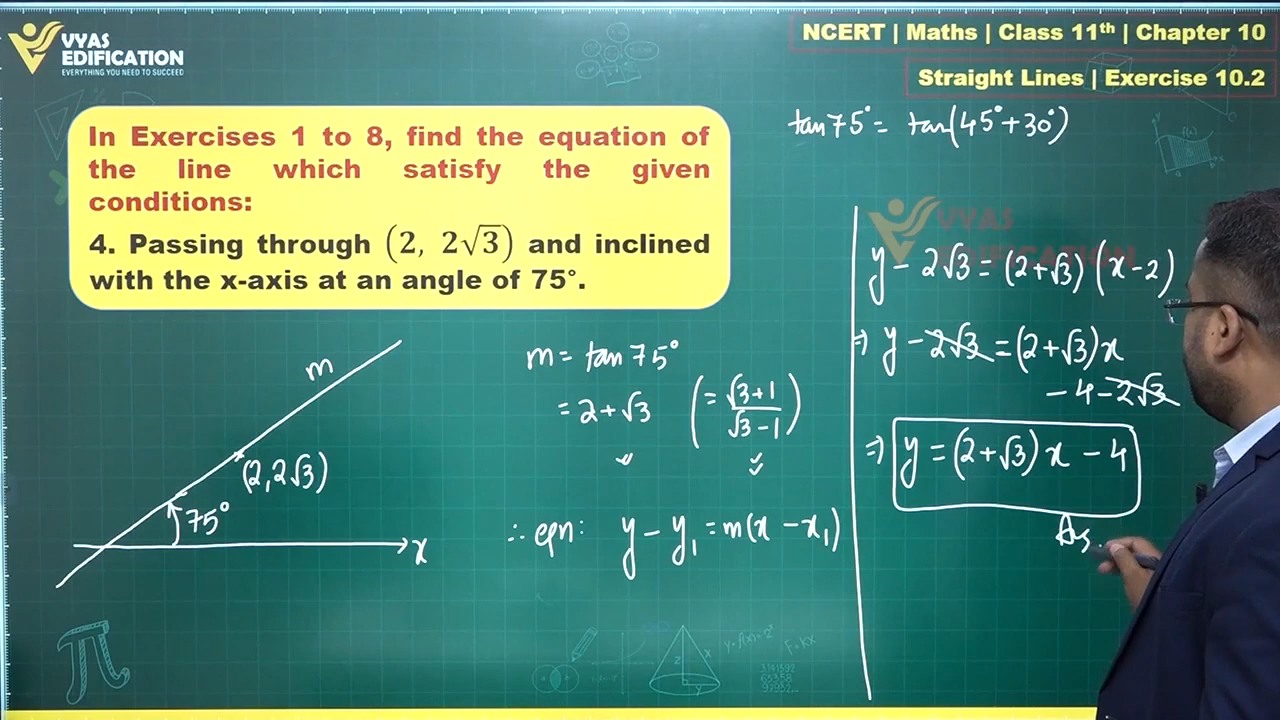 VYAS
EDIFICATION
EVERYTHING YOU NEED TO SUCCEED
NCERT | Maths | Class 11th | Chapter 10
Straight Lines | Exercise 10.2
In Exercises 1 to 8, find the equation of
the line which satisfy the given
conditions:
4. Passing through (2, 2√3) and inclined
with the x-axis at an angle of 75°.
m
(2, 2√3)
75°
x
m = tan 75°
= 2 + √3 (= √3+1 / √3-1)
∴ eqn: y - y₁ = m(x - x₁)
tan 75° = tan(45° + 30°)
VYAS
EDIFICATION
y - 2√3 = (2+√3) (x-2)
⇒ y - 2√3 = (2+√3)x
- 4 - 2√3
⇒ y = (2+√3) x - 4
Ans.